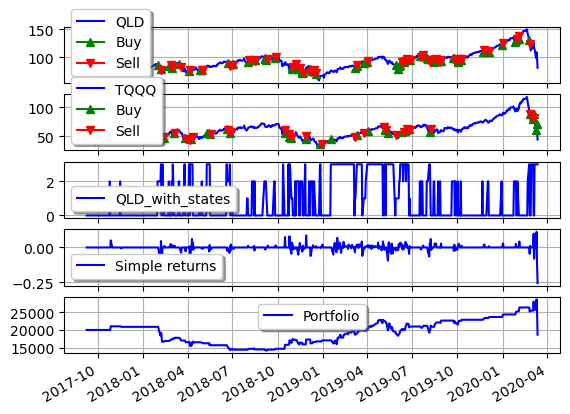 150
100
QLD
Buy
Sell
100
50
TQQQ
Buy
Sell
2
0
QLD_with_states
0.00
−0.25
Simple returns
25000
20000
15000
Portfolio
2017-10
2018-01
2018-04
2018-07
2018-10
2019-01
2019-04
2019-07
2019-10
2020-01
2020-04